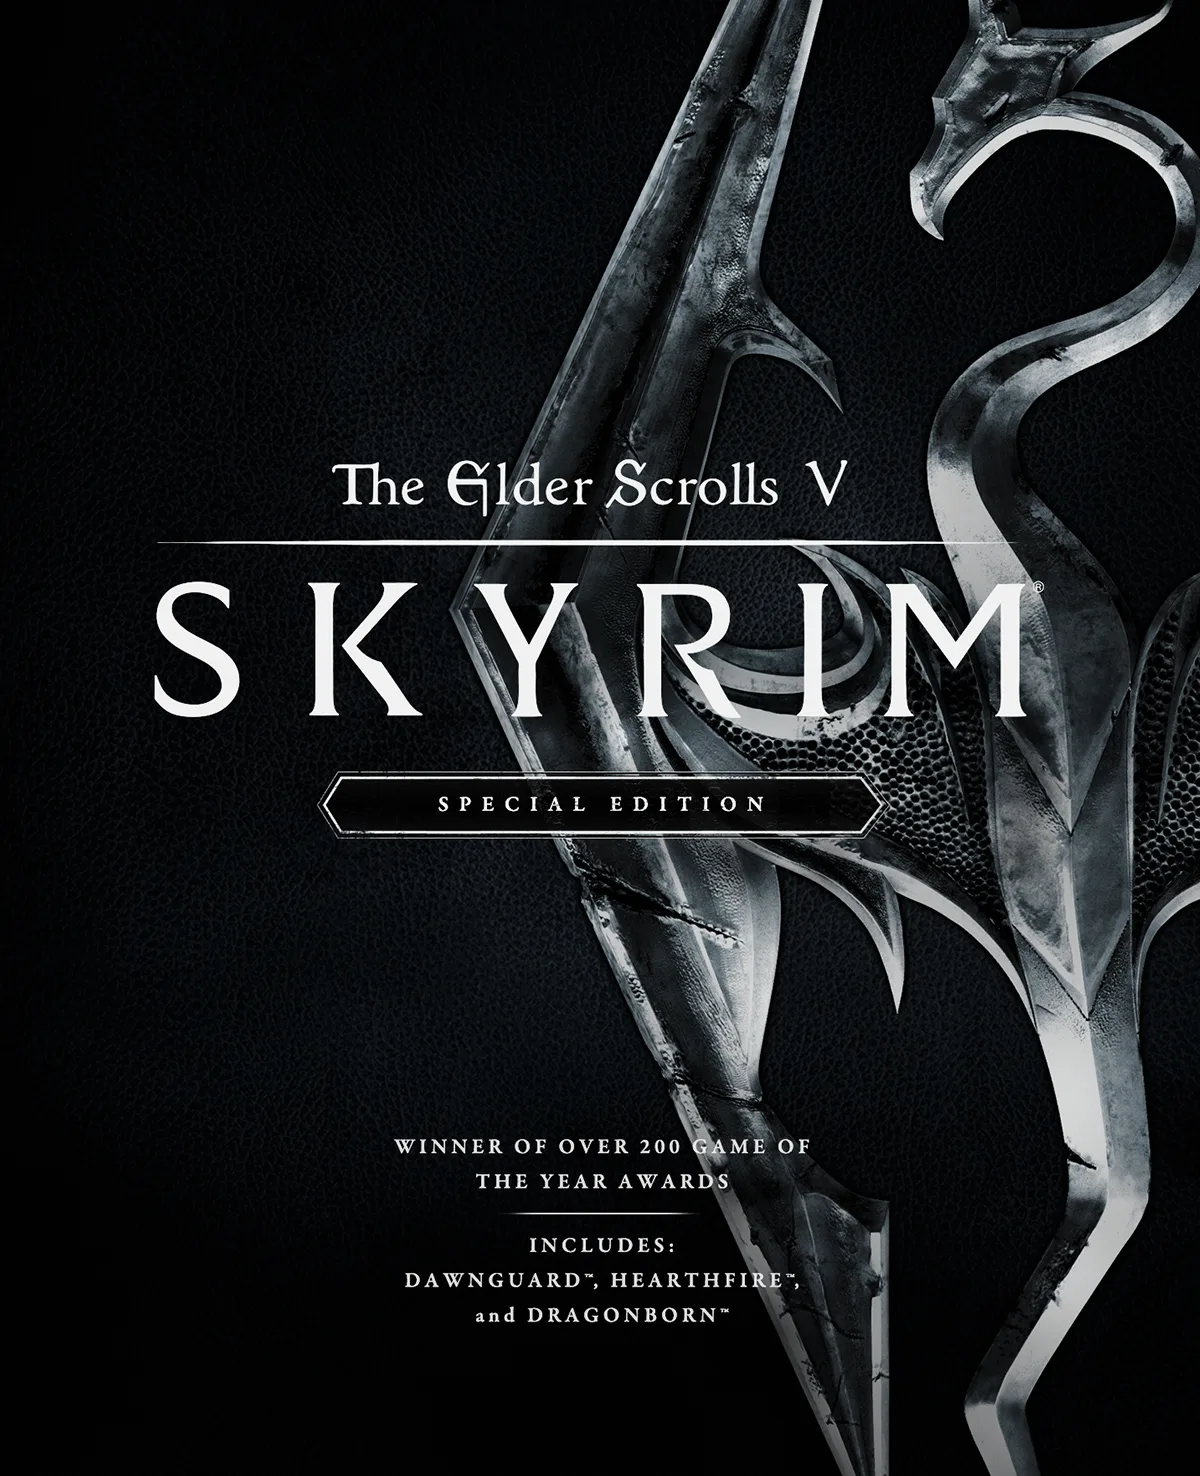 The Elder Scrolls V
SKYRIM®
SPECIAL EDITION
WINNER OF OVER 200 GAME OF
THE YEAR AWARDS
INCLUDES:
DAWNGUARD™, HEARTHFIRE™,
and DRAGONBORN™